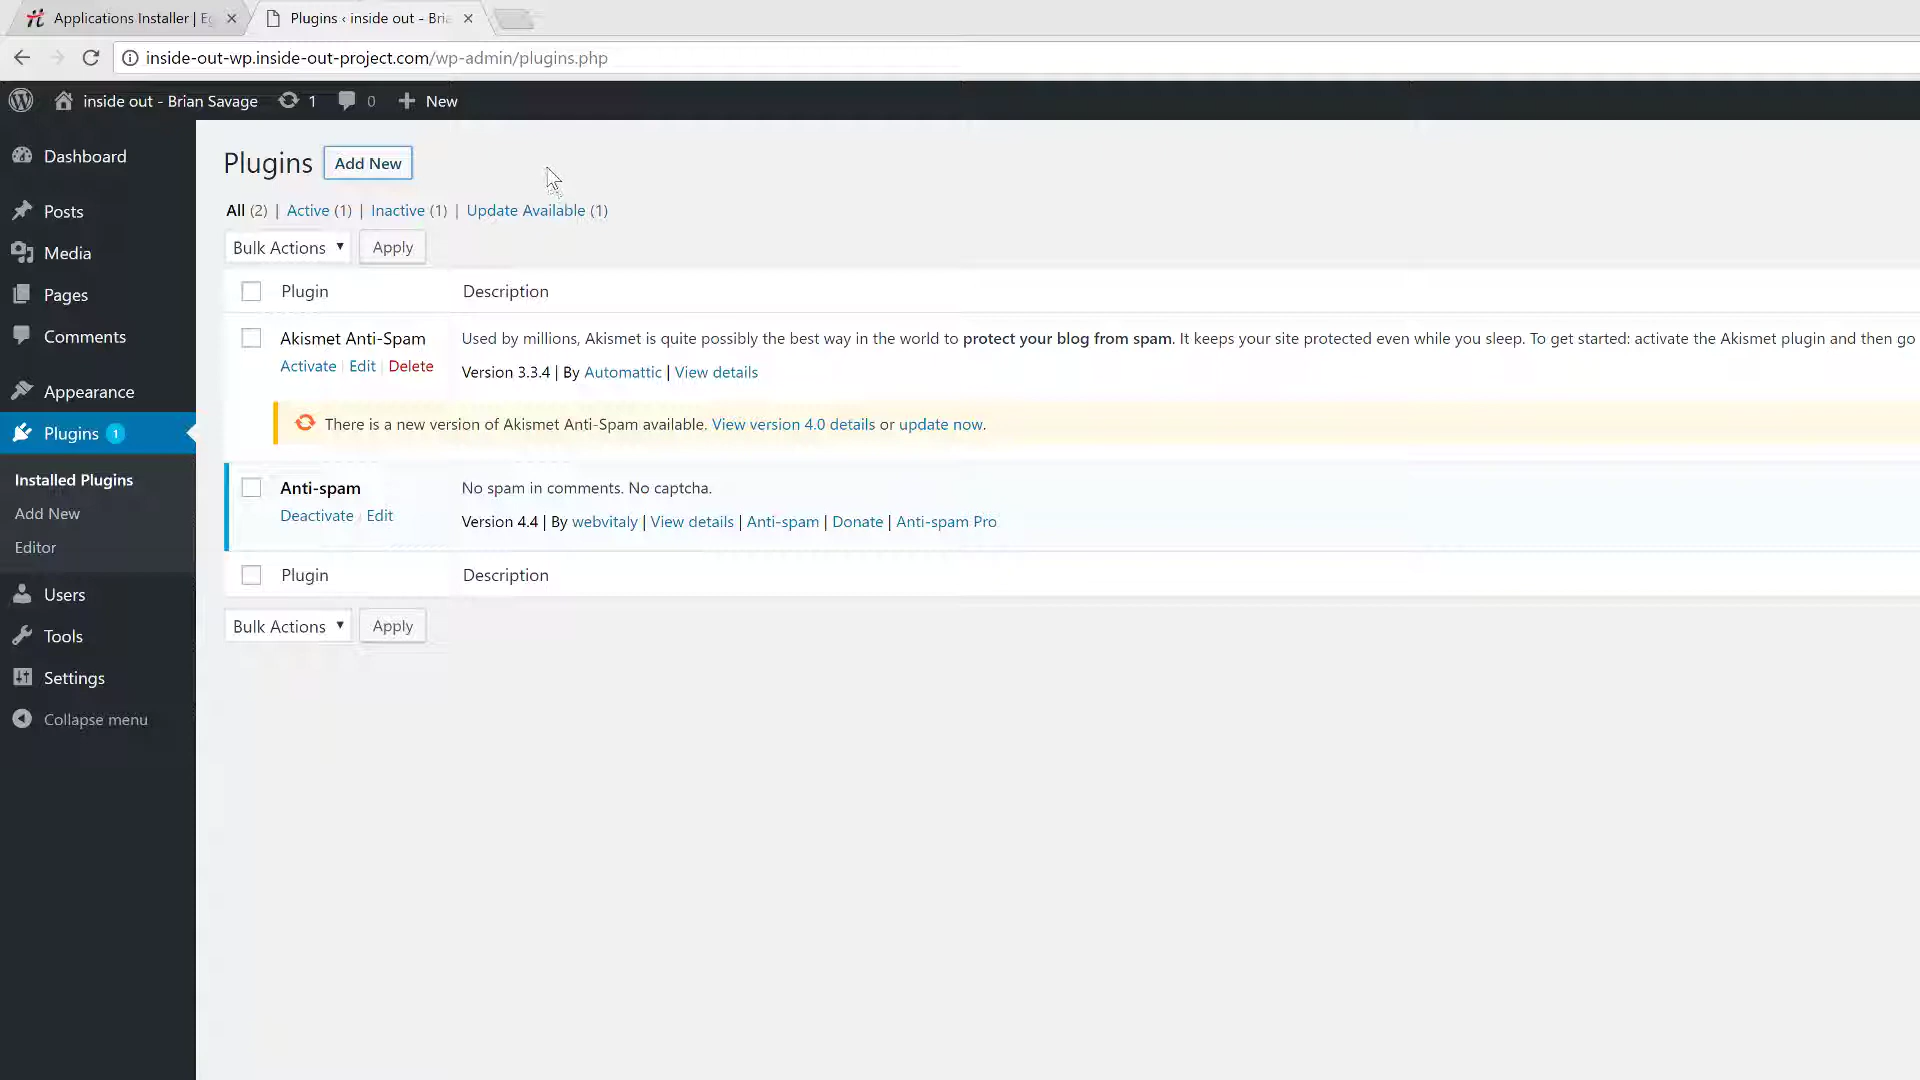 Applications Installer | Eg
Plugins ‹ inside out - Bria
inside-out-wp.inside-out-project.com/wp-admin/plugins.php
inside out - Brian Savage 1 0 New
Dashboard
Posts
Media
Pages
Comments
Appearance
Plugins 1
Installed Plugins
Add New
Editor
Users
Tools
Settings
Collapse menu
Plugins Add New
All (2) | Active (1) | Inactive (1) | Update Available (1)
Bulk Actions Apply
Plugin Description
Akismet Anti-Spam Used by millions, Akismet is quite possibly the best way in the world to protect your blog from spam. It keeps your site protected even while you sleep. To get started: activate the Akismet plugin and then go
Activate | Edit | Delete Version 3.3.4 | By Automattic | View details
There is a new version of Akismet Anti-Spam available. View version 4.0 details or update now.
Anti-spam No spam in comments. No captcha.
Deactivate | Edit Version 4.4 | By webvitaly | View details | Anti-spam | Donate | Anti-spam Pro
Plugin Description
Bulk Actions Apply